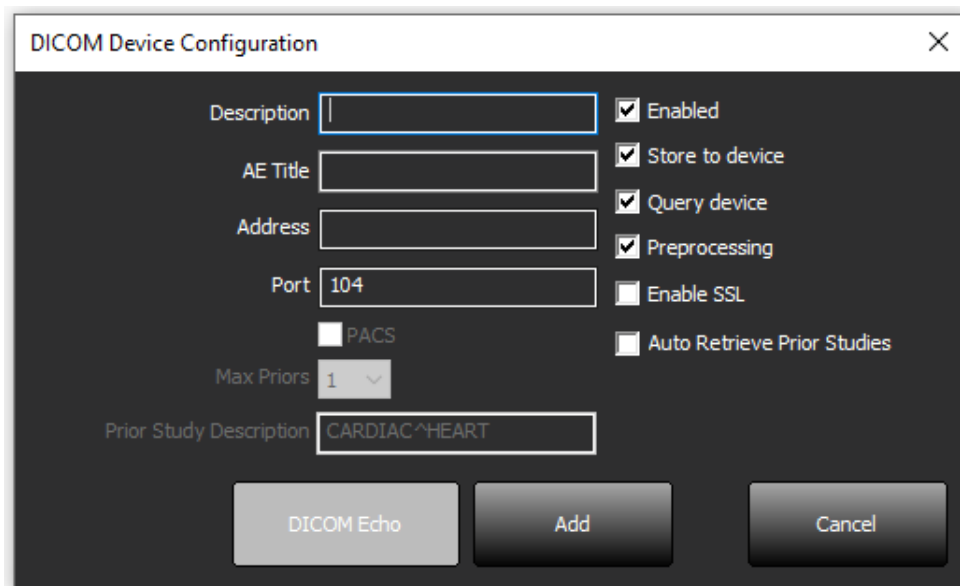 DICOM Device Configuration
Description
Enabled
AE Title
Store to device
Address
Query device
Port 104
Preprocessing
Enable SSL
PACS
Auto Retrieve Prior Studies
Max Priors 1
Prior Study Description CARDIAC^HEART
DICOM Echo Add Cancel